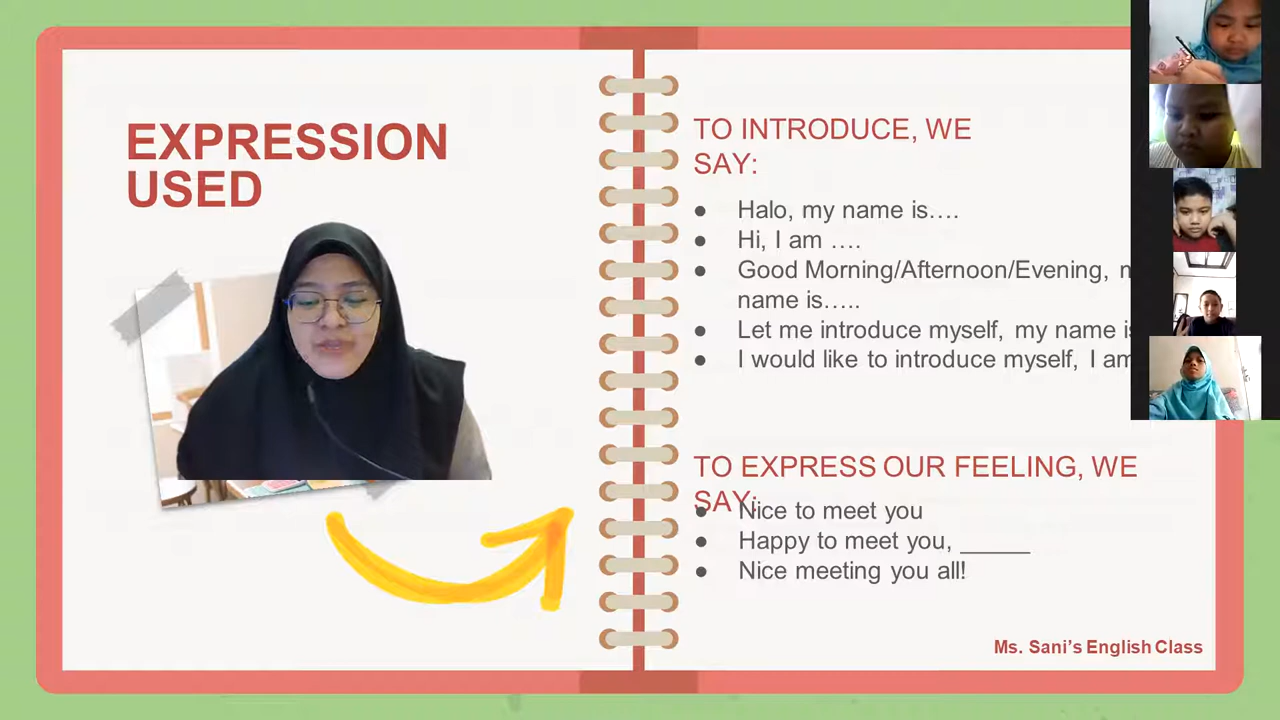 EXPRESSION
USED
TO INTRODUCE, WE
SAY:
● Halo, my name is….
● Hi, I am ….
● Good Morning/Afternoon/Evening,
name is…..
● Let me introduce myself, my name
● I would like to introduce myself, I am
TO EXPRESS OUR FEELING, WE
SAY:
● Nice to meet you
● Happy to meet you, _____
● Nice meeting you all!
Ms. Sani's English Class